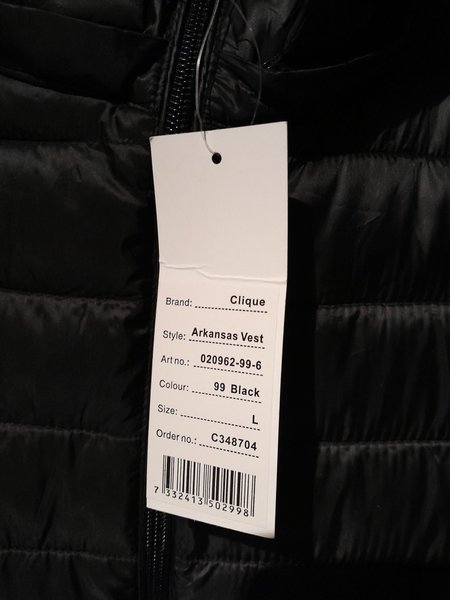 Brand: Clique
Style: Arkansas Vest
Art no.: 020962-99-6
Colour: 99 Black
Size: L
Order no.: C348704
7 332413 502998